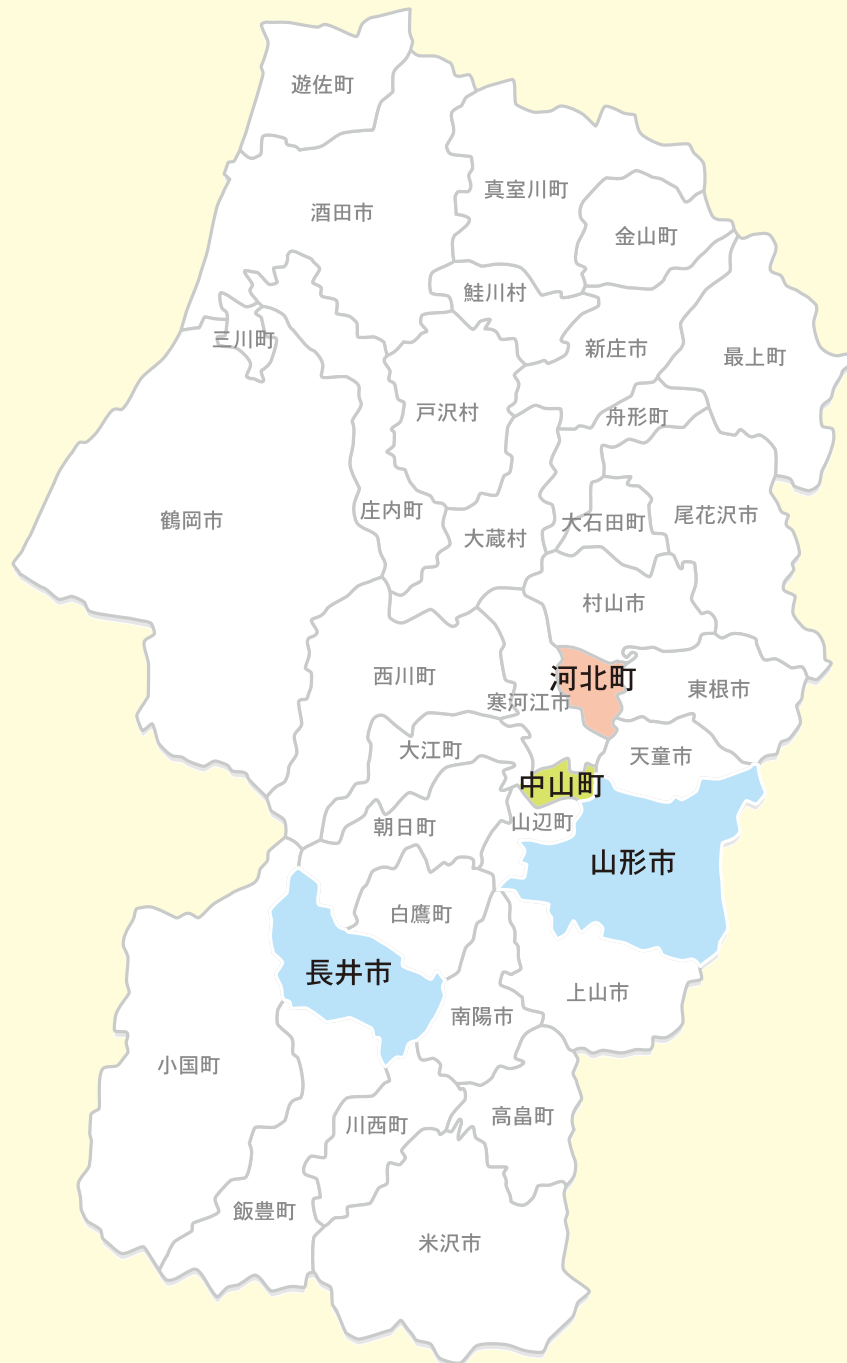 遊佐町
真室川町
酒田市
金山町
鮭川村
三川町
新庄市
最上町
戸沢村
舟形町
庄内町
鶴岡市
大蔵村
大石田町
尾花沢市
村山市
西川町
河北町
東根市
寒河江市
大江町
天童市
中山町
朝日町
山辺町
山形市
白鷹町
長井市
上山市
南陽市
小国町
高畠町
川西町
飯豊町
米沢市